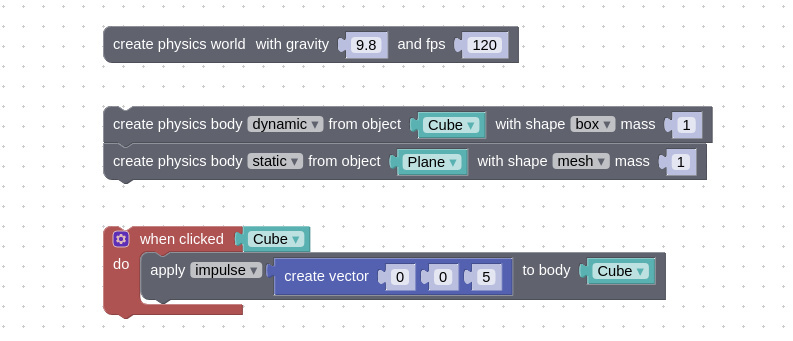 create physics world with gravity 9.8 and fps 120
create physics body dynamic from object Cube with shape box mass 1
create physics body static from object Plane with shape mesh mass 1
when clicked Cube
do apply impulse create vector 0 0 5 to body Cube